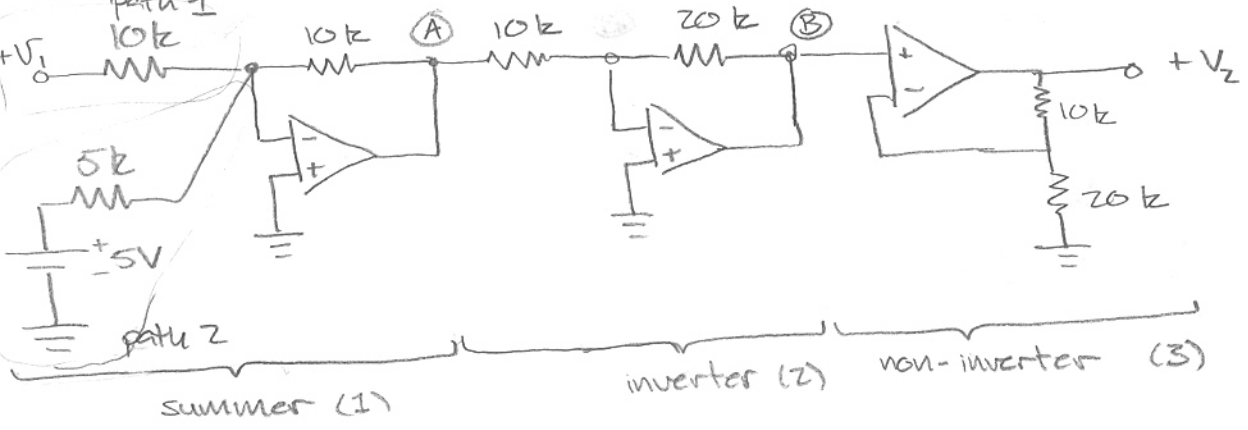 path 1
+V1
10k
10k
A
10k
20k
B
+
-
+V2
10k
20k
-
+
-
+
5k
+
-
5V
path 2
summer (1)
inverter (2)
non-inverter (3)